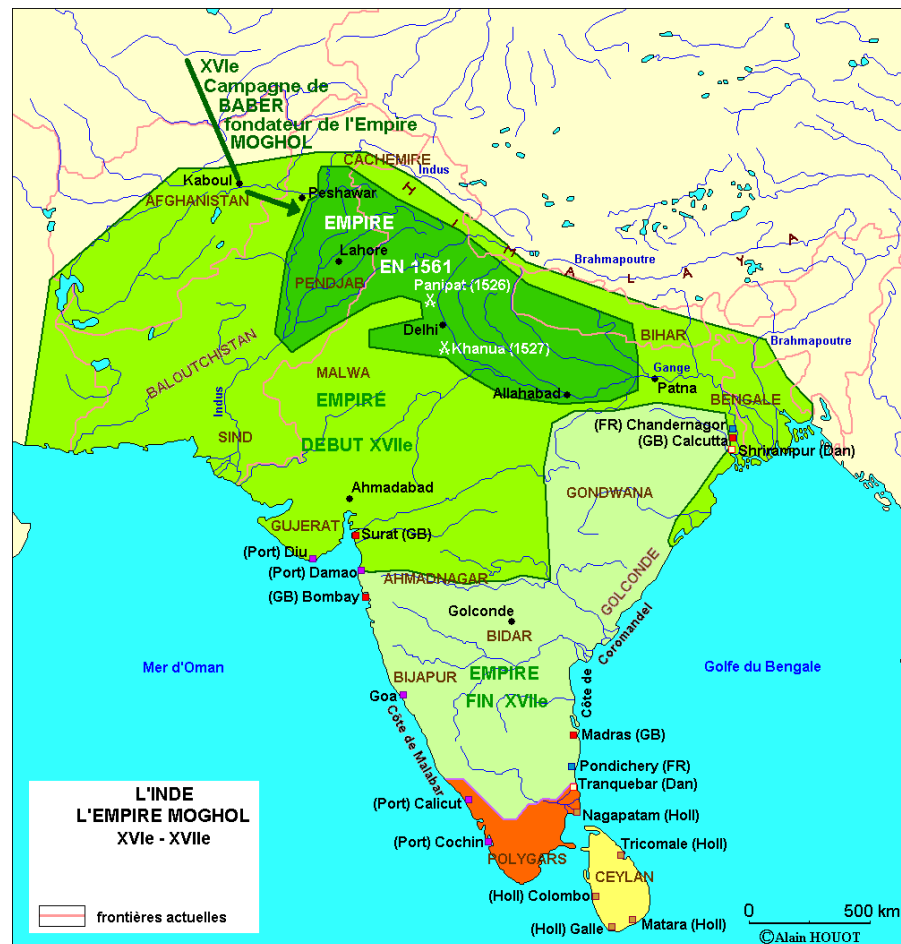 XVIe
Campagne de
BABER
fondateur de l'Empire
MOGHOL
CACHEMIRE
Indus
Kaboul
AFGHANISTAN
Peshawar
HIMALAYA
EMPIRE
EN 1561
Lahore
PENDJAB
Panipat (1526)
Brahmapoutre
Delhi
Khanua (1527)
BIHAR
Brahmapoutre
BALOUTCHISTAN
MALWA
Gange
Patna
Indus
EMPIRE
DEBUT XVIIe
Allahabad
BENGALE
(FR) Chandernagor
(GB) Calcutta
Shrirampur (Dan)
SIND
Ahmadabad
GONDWANA
GUJERAT
Surat (GB)
(Port) Diu
(Port) Damao
AHMADNAGAR
GOLCONDE
(GB) Bombay
Golconde
BIDAR
Côte de Coromandel
Mer d'Oman
Golfe du Bengale
BIJAPUR
EMPIRE
FIN XVIIe
Goa
Côte de Malabar
Madras (GB)
Pondichery (FR)
Tranquebar (Dan)
(Port) Calicut
Nagapatam (Holl)
(Port) Cochin
POLYGARS
Tricomale (Holl)
CEYLAN
(Holl) Colombo
(Holl) Galle
Matara (Holl)
L'INDE
L'EMPIRE MOGHOL
XVIe - XVIIe
frontières actuelles
0 500 km
©Alain HOUOT